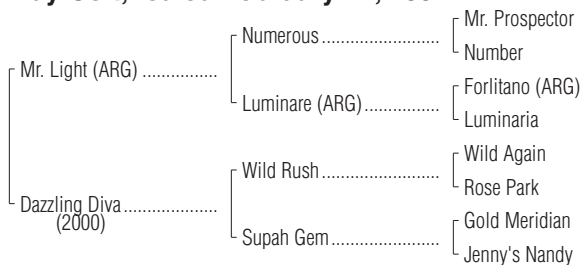 Mr. Prospector
Numerous
Number
Mr. Light (ARG)
Forlitano (ARG)
Luminare (ARG)
Luminaria
Wild Again
Wild Rush
Rose Park
Dazzling Diva
(2000)
Gold Meridian
Supah Gem
Jenny's Nandy